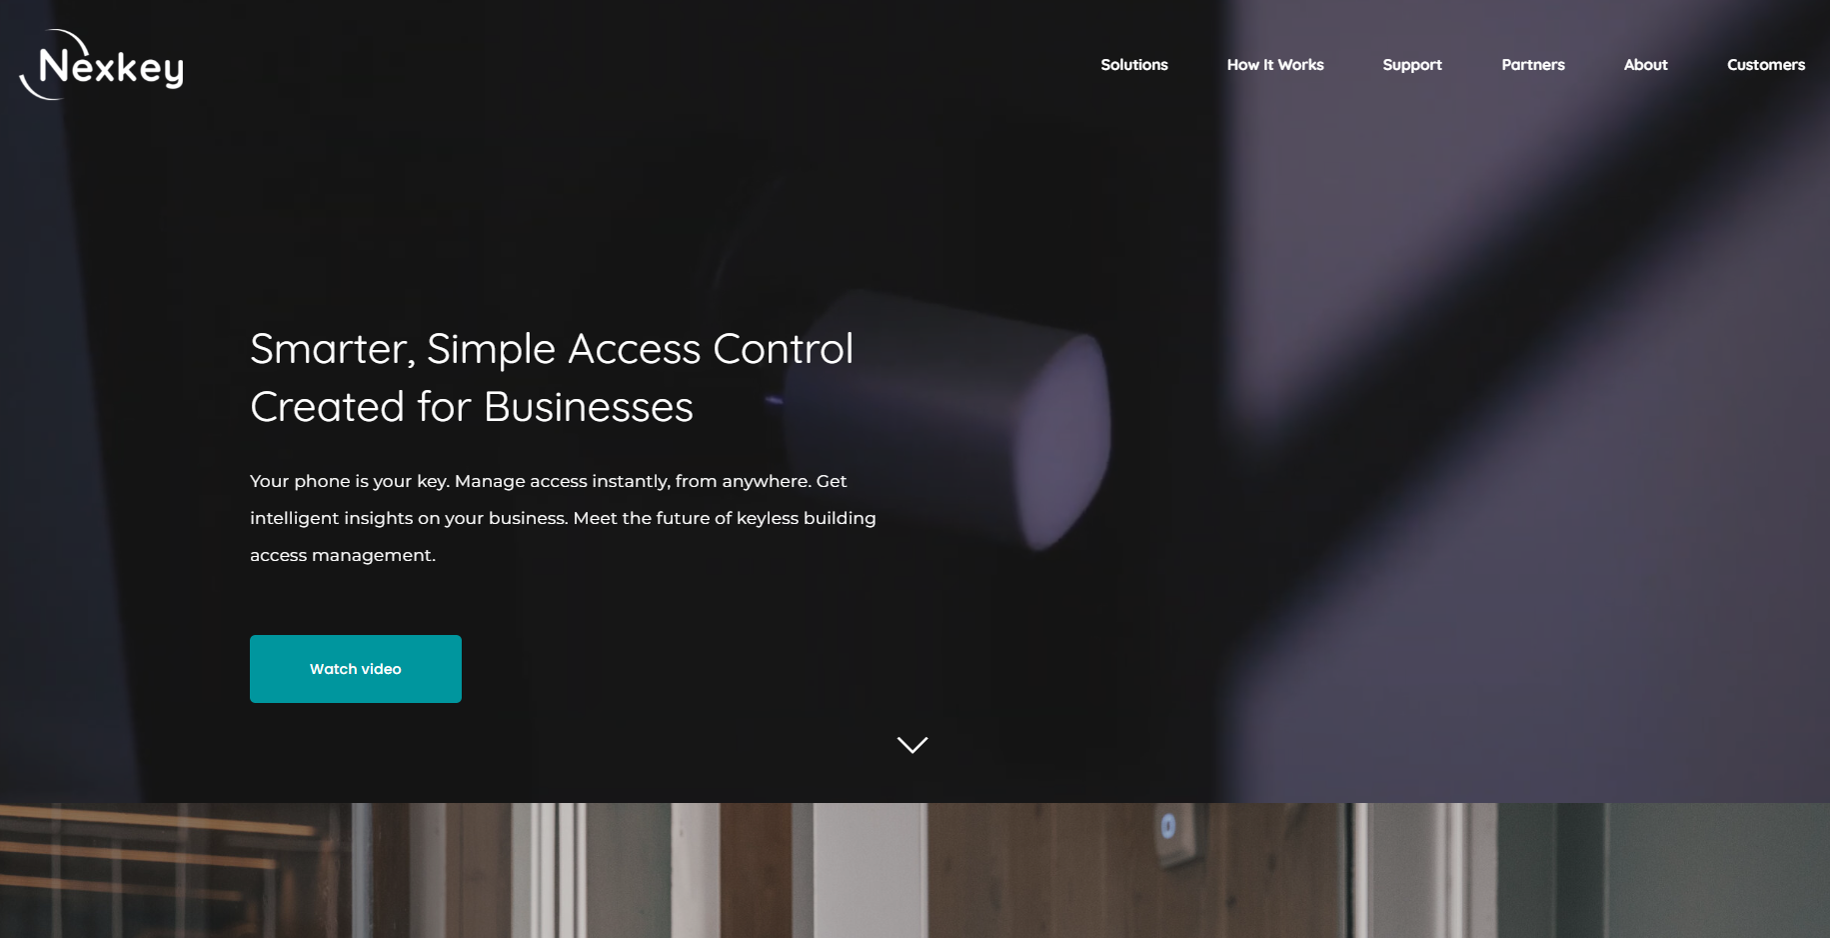 Nexkey
Solutions
How It Works
Support
Partners
About
Customers
Smarter, Simple Access Control
Created for Businesses
Your phone is your key. Manage access instantly, from anywhere. Get
intelligent insights on your business. Meet the future of keyless building
access management.
Watch video